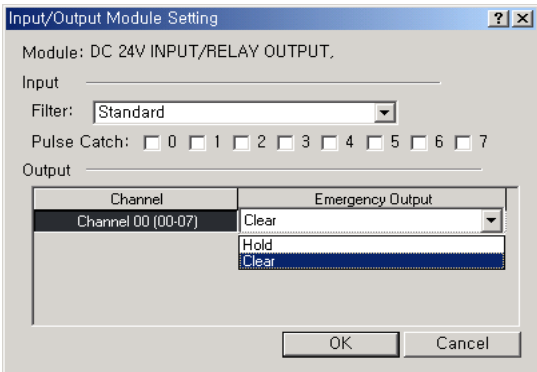 Input/Output Module Setting
Module: DC 24V INPUT/RELAY OUTPUT,
Input
Filter: Standard
Pulse Catch: 0 1 2 3 4 5 6 7
Output
Channel Emergency Output
Channel 00 (00-07) Clear
Hold
Clear
OK Cancel